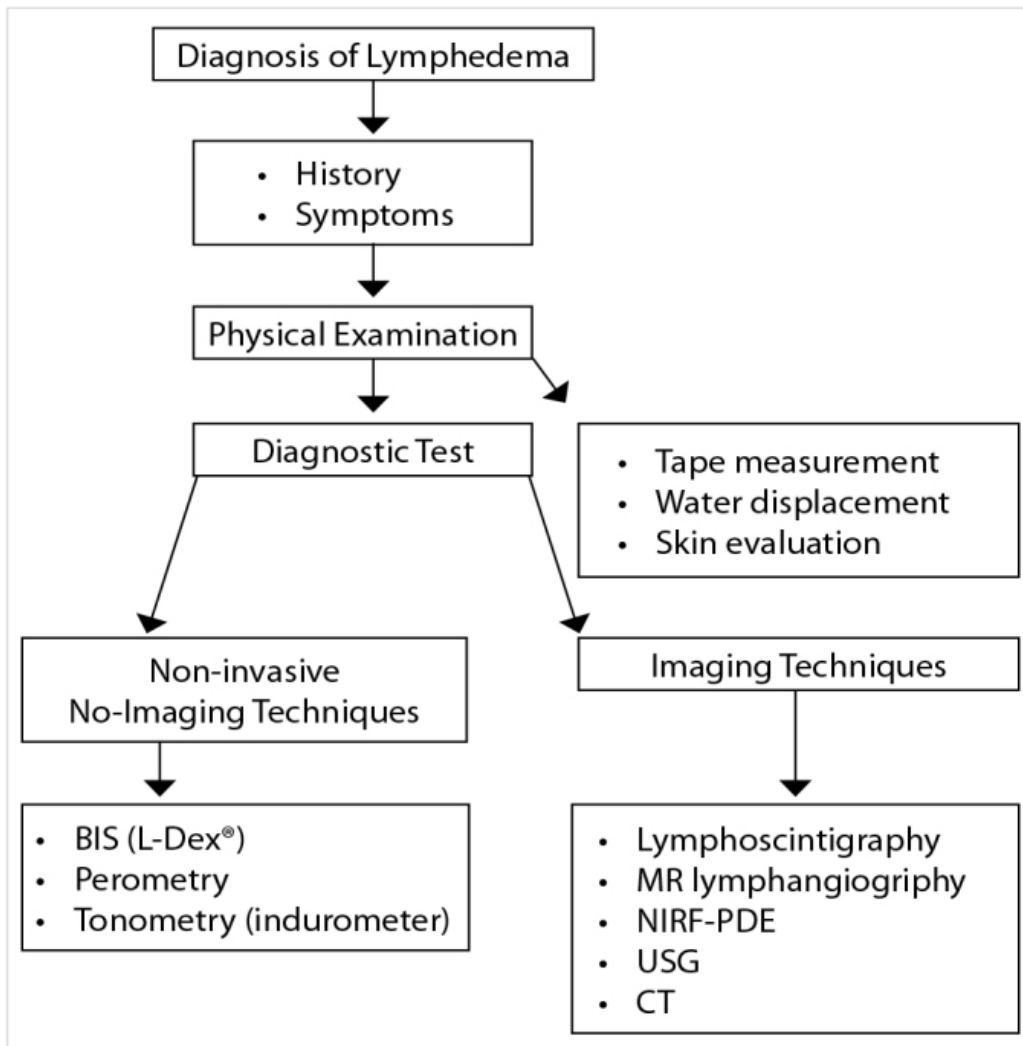 Diagnosis of Lymphedema
• History
• Symptoms
Physical Examination
Diagnostic Test
• Tape measurement
• Water displacement
• Skin evaluation
Non-invasive
No-Imaging Techniques
Imaging Techniques
• BIS (L-Dex®)
• Perometry
• Tonometry (indurometer)
• Lymphoscintigraphy
• MR lymphangiogriphy
• NIRF-PDE
• USG
• CT